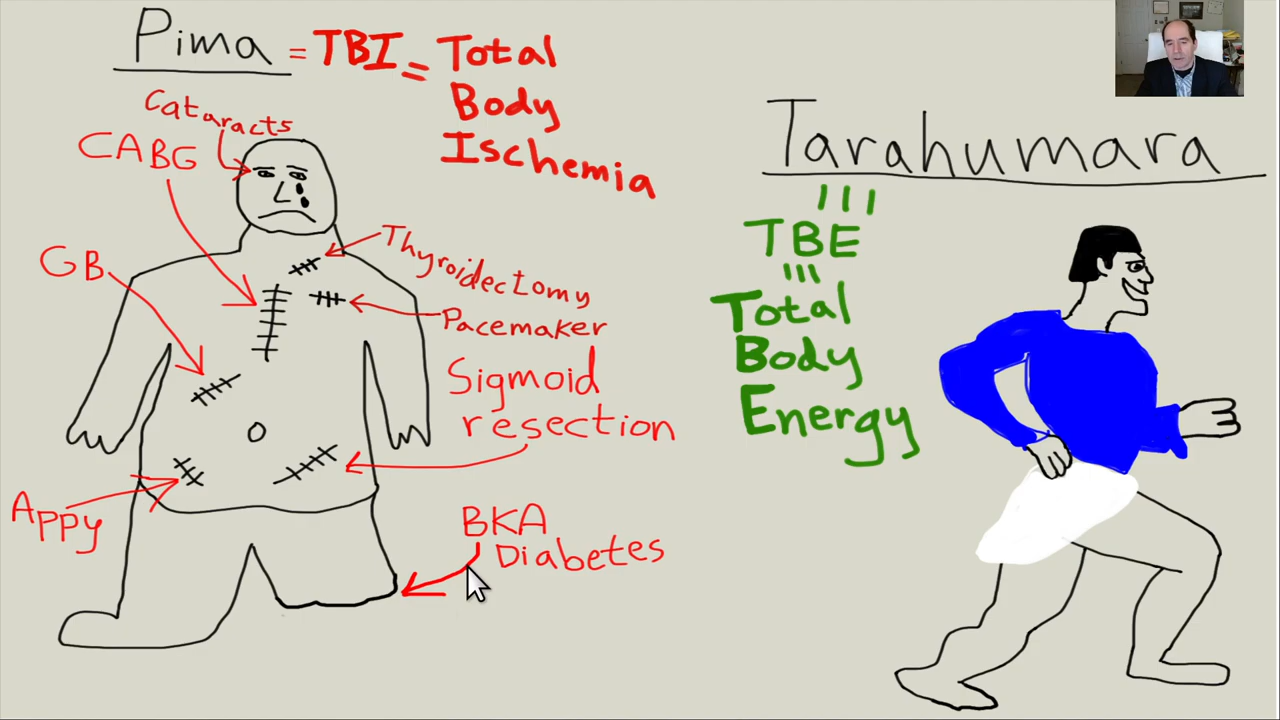 Pima = TBI = Total
Body
Ischemia
Cataracts
CABG
GB
Thyroidectomy
Pacemaker
Sigmoid
resection
Appy
BKA
Diabetes
Tarahumara
TBE
Total
Body
Energy